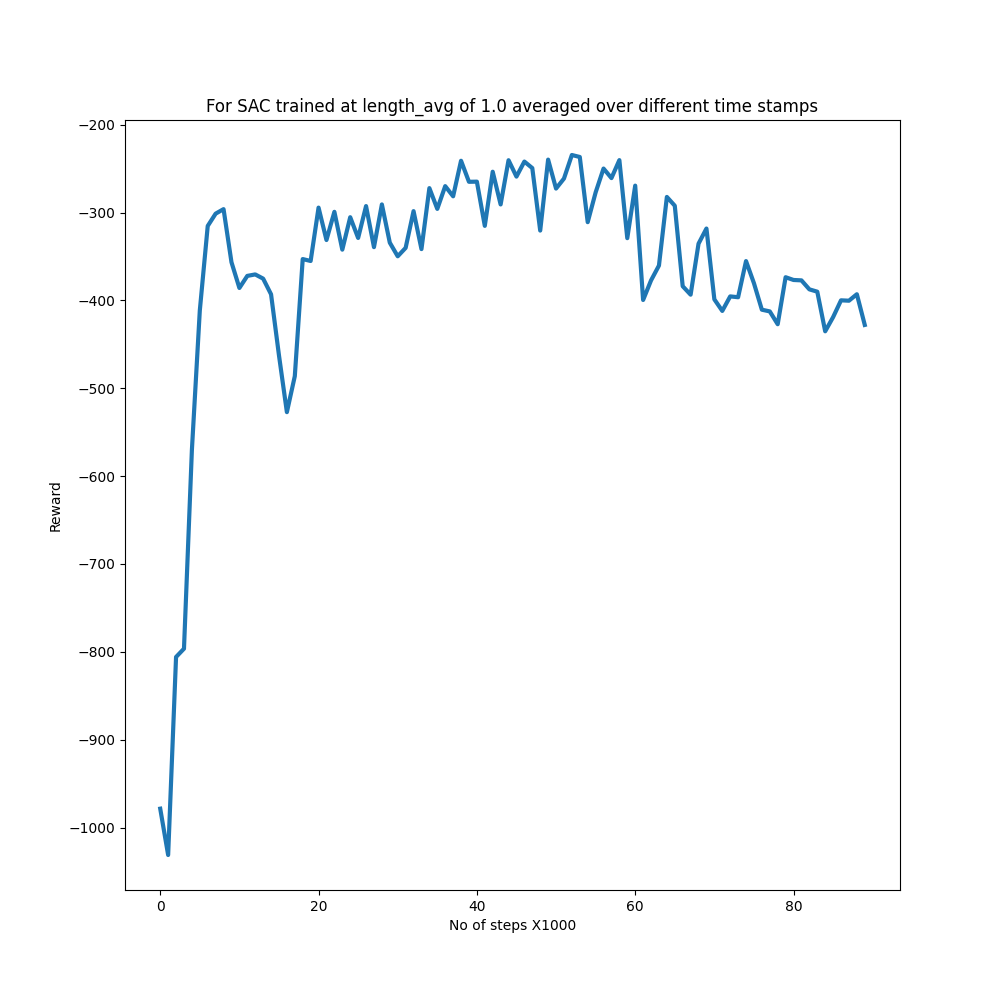 For SAC trained at length_avg of 1.0 averaged over different time stamps
−200
−300
−400
−500
−600
−700
−800
−900
−1000
Reward
0 20 40 60 80
No of steps X1000